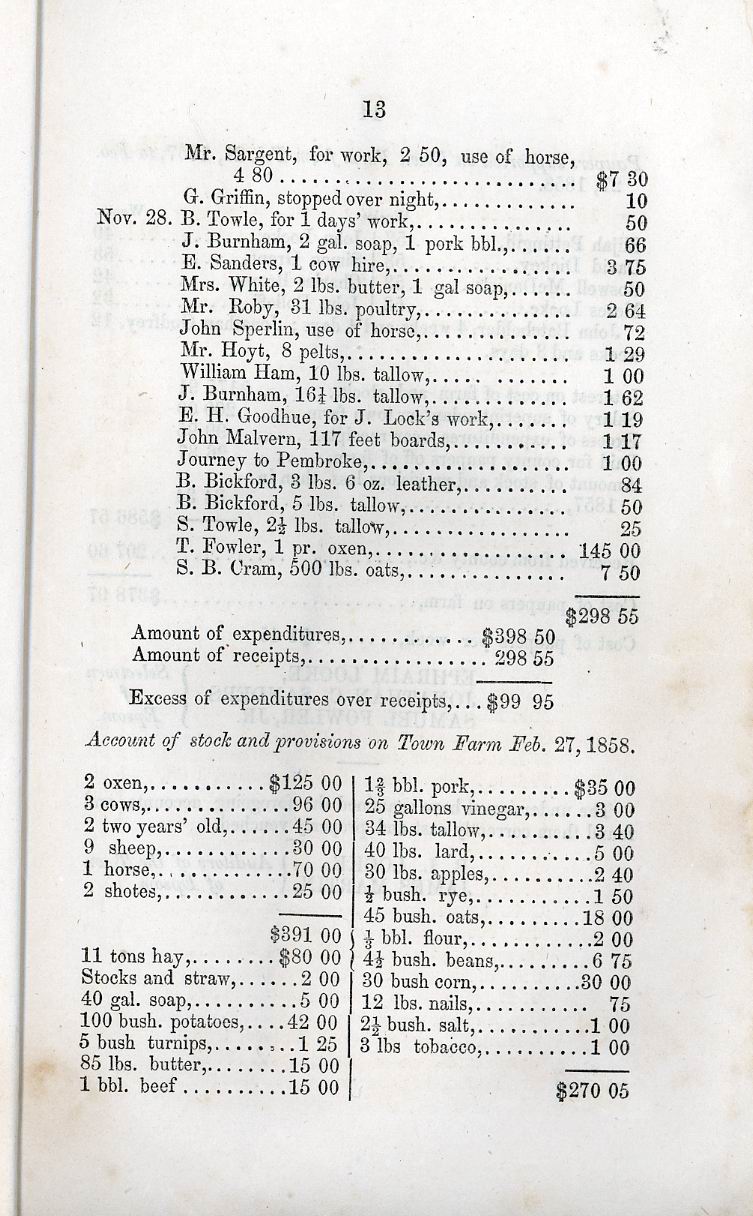 13
Mr. Sargent, for work, 2 50, use of horse,
4 80 ............................ $7 30
G. Griffin, stopped over night,............. 10
Nov. 28. B. Towle, for 1 days' work,............... 50
J. Burnham, 2 gal. soap, 1 pork bbl.,...... 66
E. Sanders, 1 cow hire,................. 3 75
Mrs. White, 2 lbs. butter, 1 gal soap,...... 50
Mr. Roby, 31 lbs. poultry,............... 2 64
John Sperlin, use of horse,.............. 72
Mr. Hoyt, 8 pelts,..................... 1 29
William Ham, 10 lbs. tallow,.... ........ 1 00
J. Burnham, 16½ lbs. tallow,............. 1 62
E. H. Goodhue, for J. Lock's work,....... 1 19
John Malvern, 117 feet boards,........... 1 17
Journey to Pembroke,................... 1 00
B. Bickford, 3 lbs. 6 oz. leather,.......... 84
B. Bickford, 5 lbs. tallow,............... 50
S. Towle, 2½ lbs. tallow,................ 25
T. Fowler, 1 pr. oxen,.................. 145 00
S. B. Cram, 500 lbs. oats,............... 7 50
$298 55
Amount of expenditures,............ $398 50
Amount of receipts,................. 298 55
Excess of expenditures over receipts,... $99 95
Account of stock and provisions on Town Farm Feb. 27, 1858.
2 oxen,...........$125 00
3 cows,.............96 00
2 two years' old,......45 00
9 sheep,............30 00
1 horse,............70 00
2 shotes,............25 00
$391 00
11 tons hay,........$80 00
Stocks and straw,......2 00
40 gal. soap,..........5 00
100 bush. potatoes,....42 00
5 bush turnips,........1 25
85 lbs. butter,........15 00
1 bbl. beef ..........15 00
1¾ bbl. pork,.........$35 00
25 gallons vinegar,......3 00
34 lbs. tallow,..........3 40
40 lbs. lard,...........5 00
30 lbs. apples,..........2 40
½ bush. rye,...........1 50
45 bush. oats,.........18 00
bbl. flour,...........2 00
4½ bush. beans,.........6 75
30 bush corn,.........30 00
12 lbs. nails,.......... 75
2½ bush. salt,..........1 00
3 lbs tobacco,..........1 00
$270 05